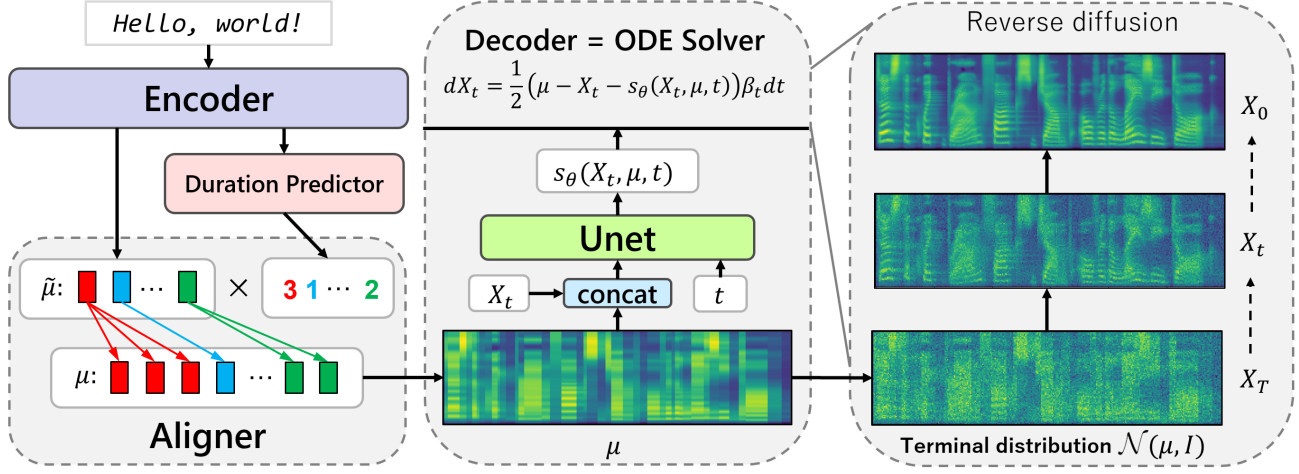 Hello, world!
Encoder
Duration Predictor
μ̃: ⋯ × 3 1 ⋯ 2
μ: ⋯
Aligner
Decoder = ODE Solver
dX_t = 1/2 (μ − X_t − s_θ(X_t, μ, t))β_t dt
s_θ(X_t, μ, t)
Unet
X_t concat t
μ
Reverse diffusion
X_0
X_t
X_T
Terminal distribution 𝒩(μ, I)